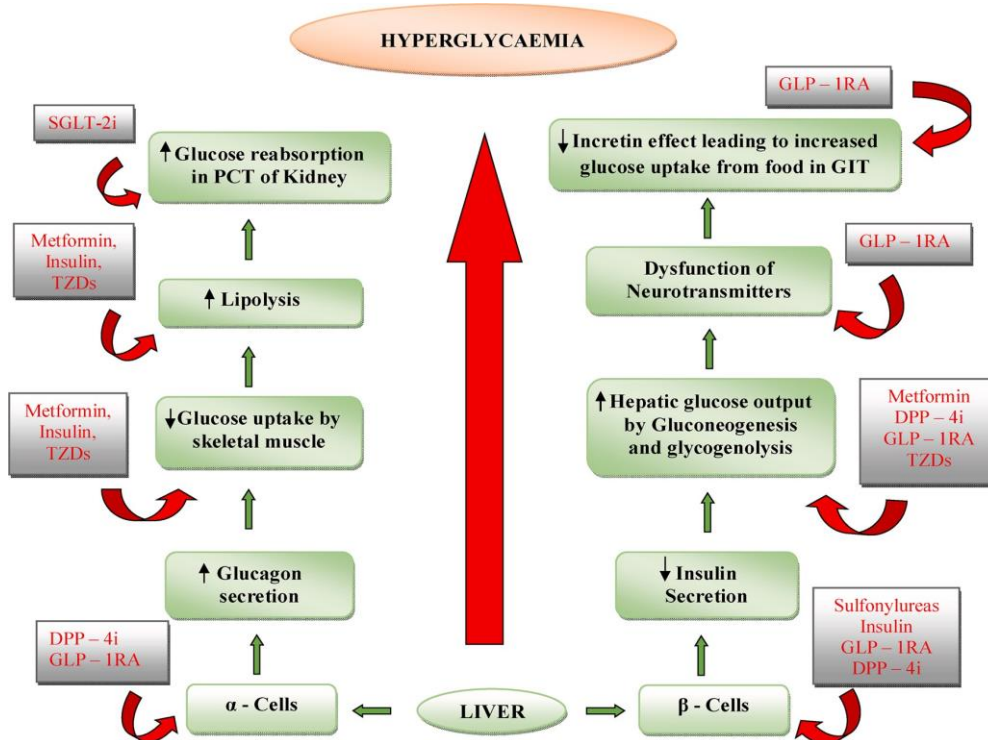 HYPERGLYCAEMIA
GLP – 1RA
SGLT-2i
↑ Glucose reabsorption
in PCT of Kidney
↓ Incretin effect leading to increased
glucose uptake from food in GIT
Metformin,
Insulin,
TZDs
↑ Lipolysis
Dysfunction of
Neurotransmitters
GLP – 1RA
Metformin,
Insulin,
TZDs
↓Glucose uptake by
skeletal muscle
↑ Hepatic glucose output
by Gluconeogenesis
and glycogenolysis
Metformin
DPP – 4i
GLP – 1RA
TZDs
↑ Glucagon
secretion
↓ Insulin
Secretion
DPP – 4i
GLP – 1RA
Sulfonylureas
Insulin
GLP – 1RA
DPP – 4i
α - Cells
LIVER
β - Cells